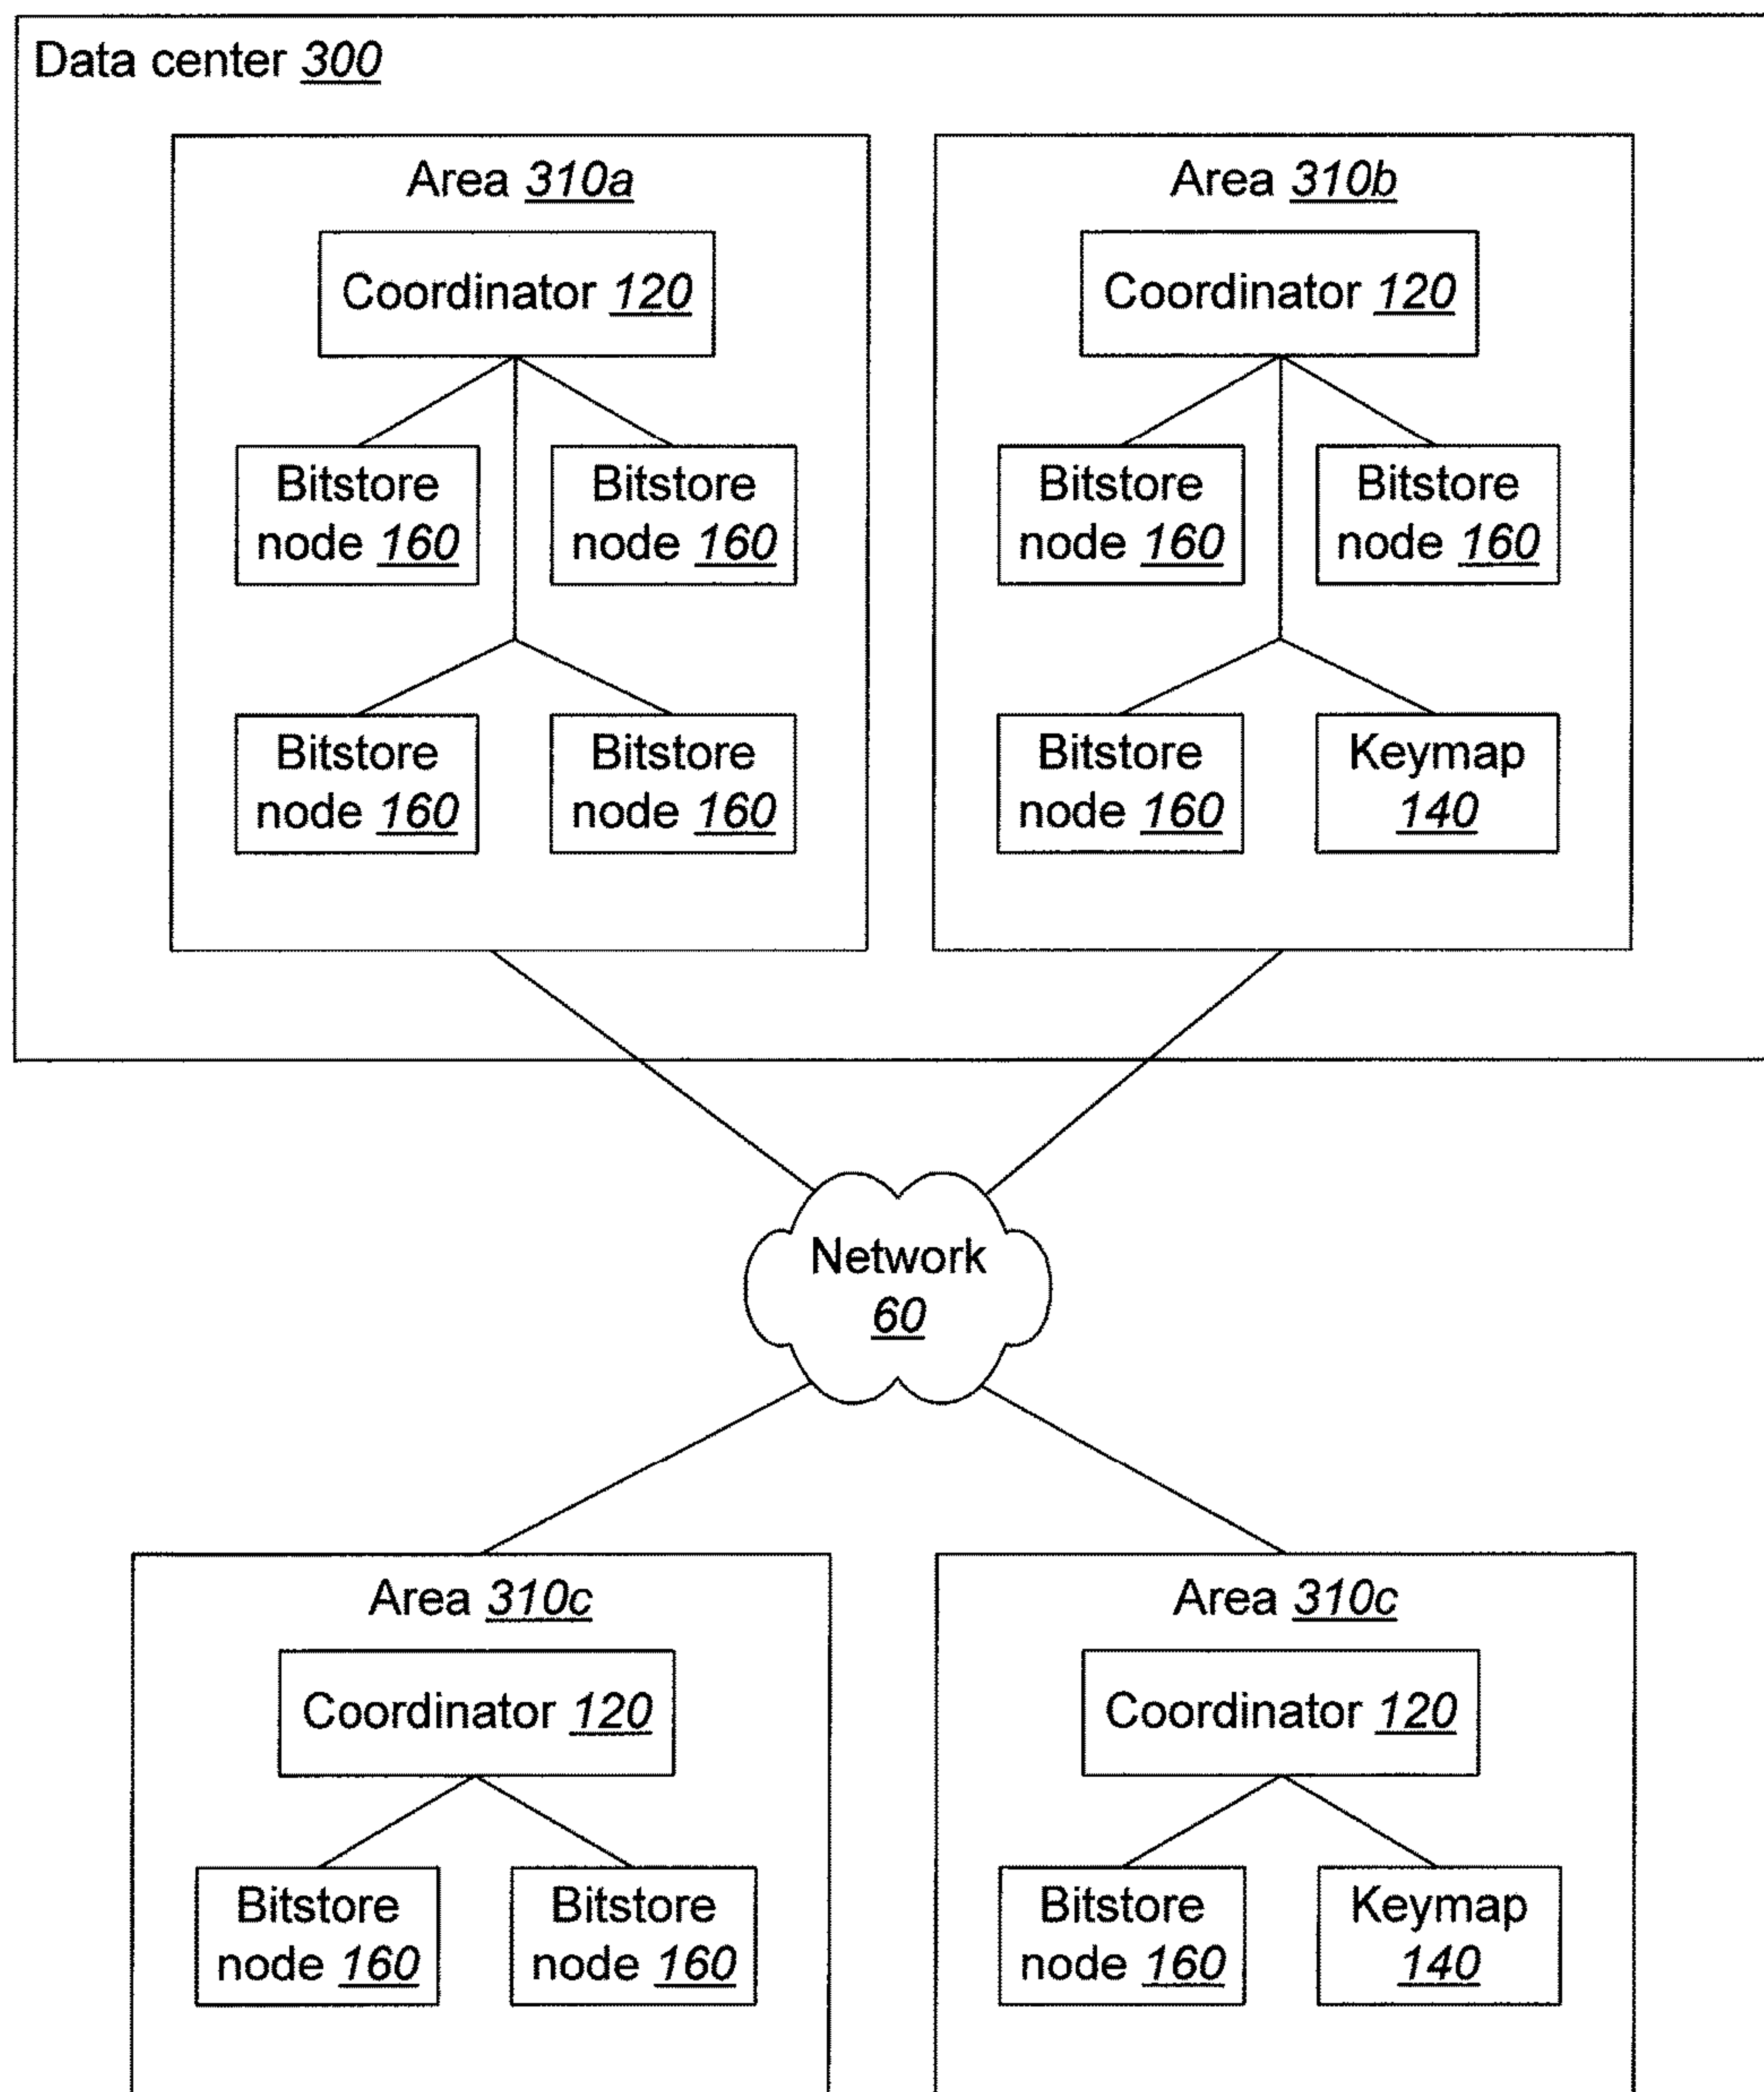 Data center 300
Area 310a
Coordinator 120
Bitstore
node 160
Bitstore
node 160
Bitstore
node 160
Bitstore
node 160
Area 310b
Coordinator 120
Bitstore
node 160
Bitstore
node 160
Bitstore
node 160
Keymap
140
Network
60
Area 310c
Coordinator 120
Bitstore
node 160
Bitstore
node 160
Area 310c
Coordinator 120
Bitstore
node 160
Keymap
140